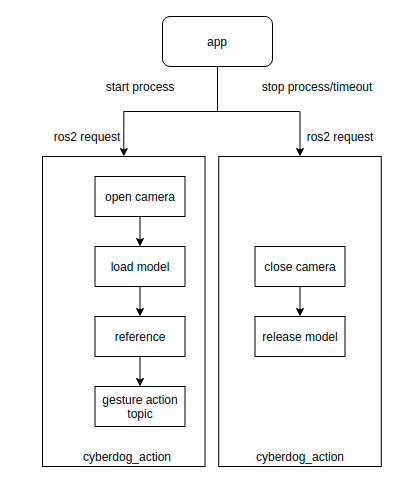 app
start process
stop process/timeout
ros2 request
ros2 request
open camera
load model
reference
gesture action
topic
cyberdog_action
close camera
release model
cyberdog_action